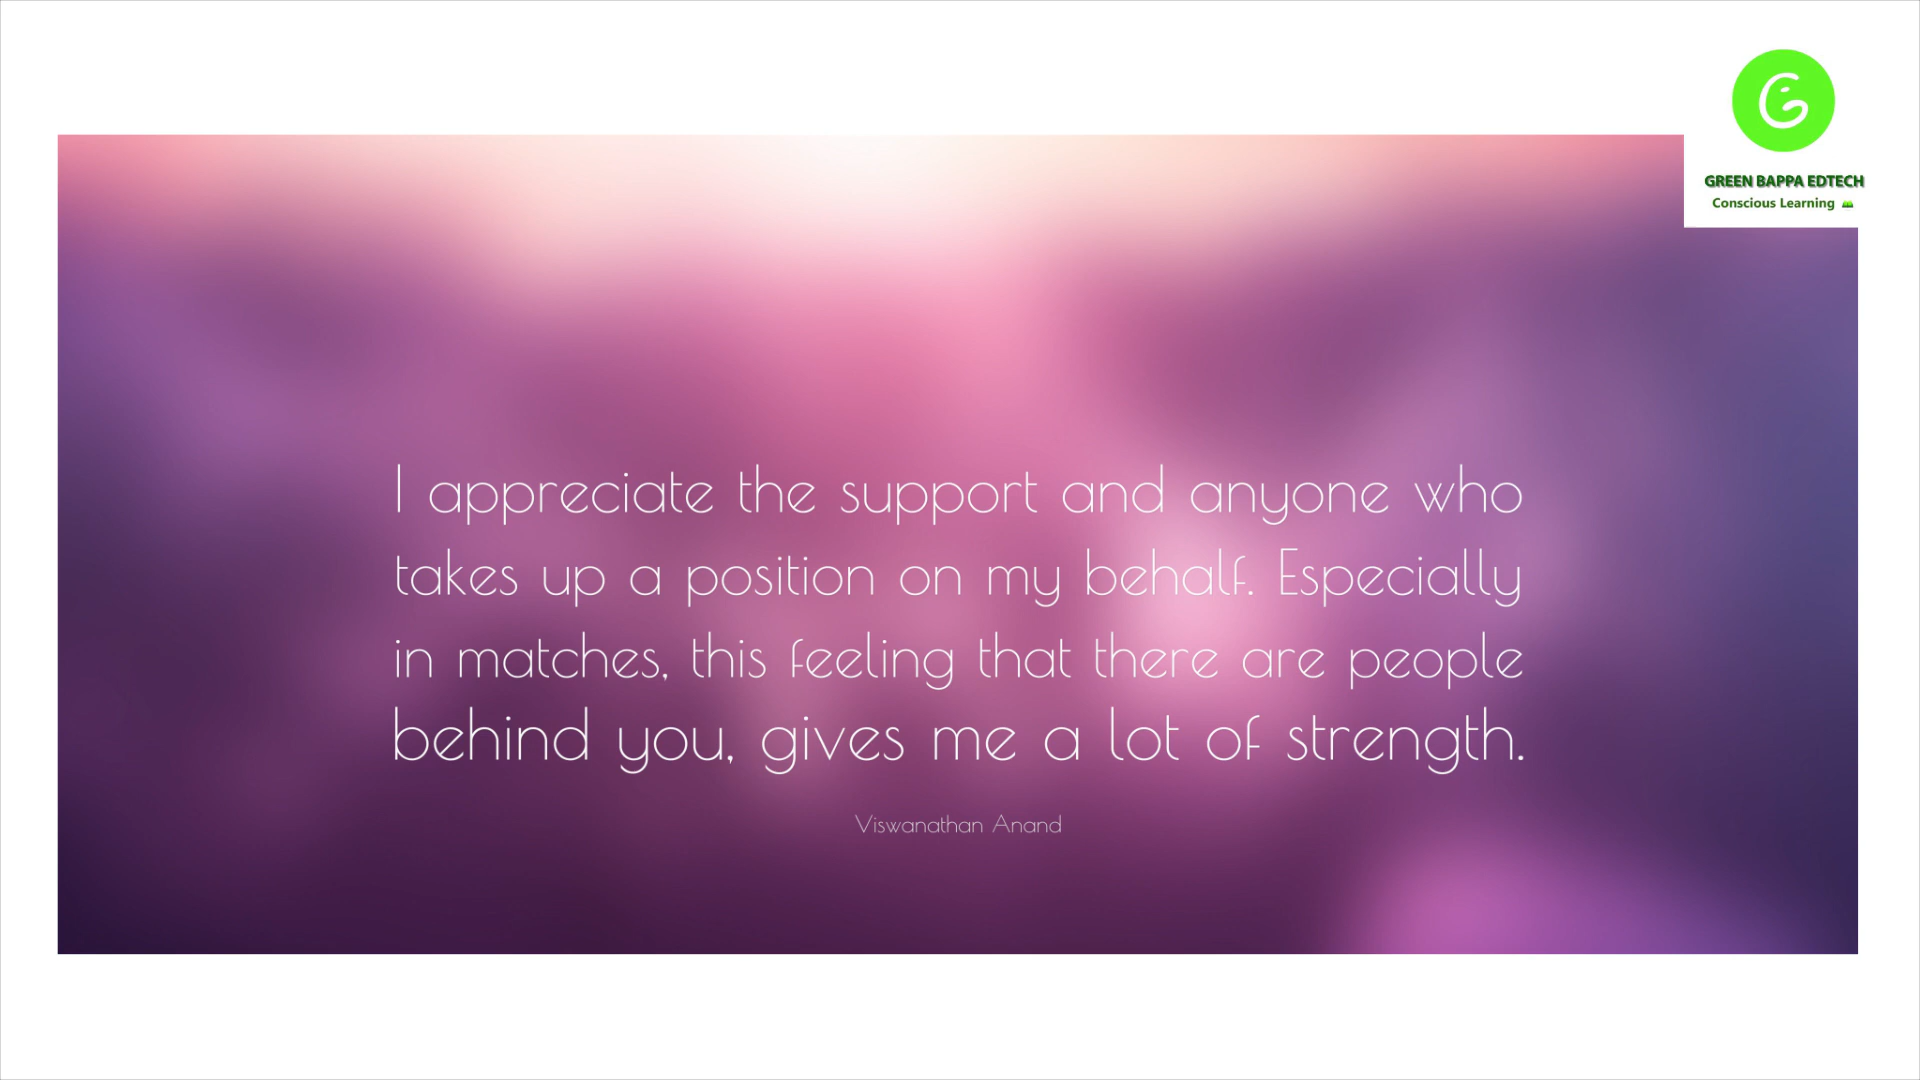 GREEN BAPPA EDTECH
Conscious Learning
I appreciate the support and anyone who
takes up a position on my behalf. Especially
in matches, this feeling that there are people
behind you, gives me a lot of strength.
Viswanathan Anand